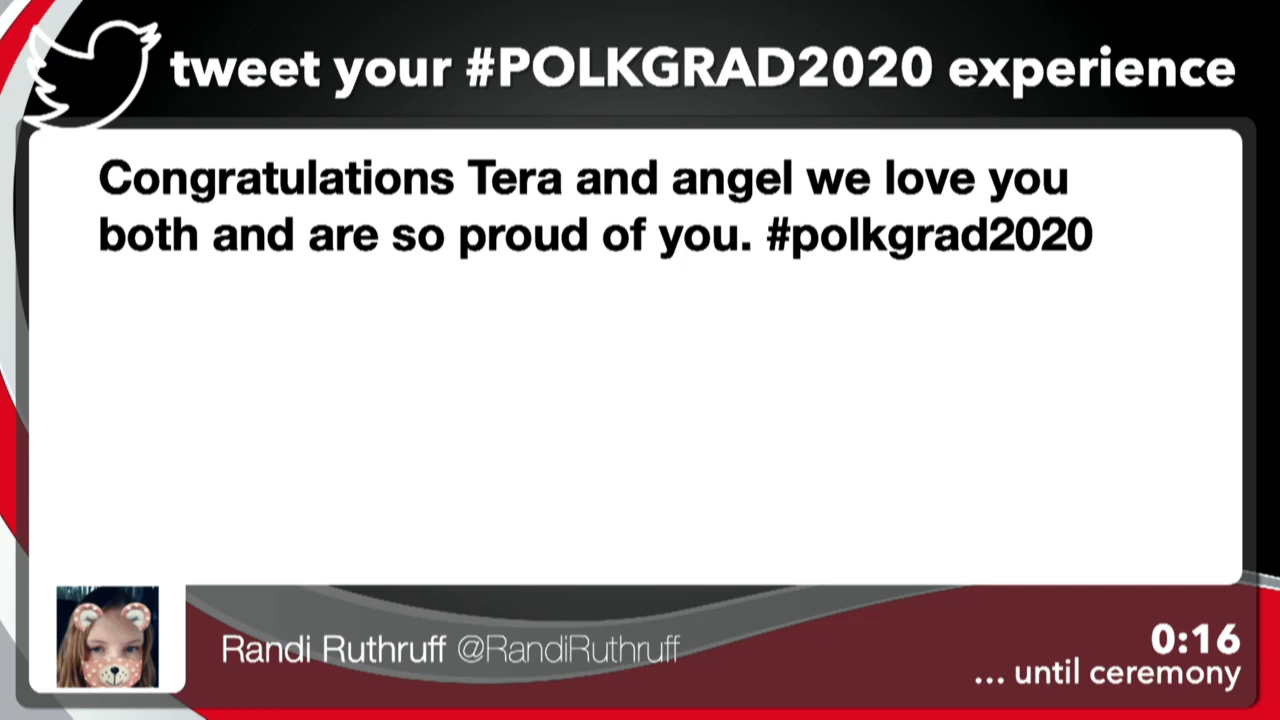 tweet your #POLKGRAD2020 experience
Congratulations Tera and angel we love you
both and are so proud of you. #polkgrad2020
Randi Ruthruff @RandiRuthruff
0:16
... until ceremony